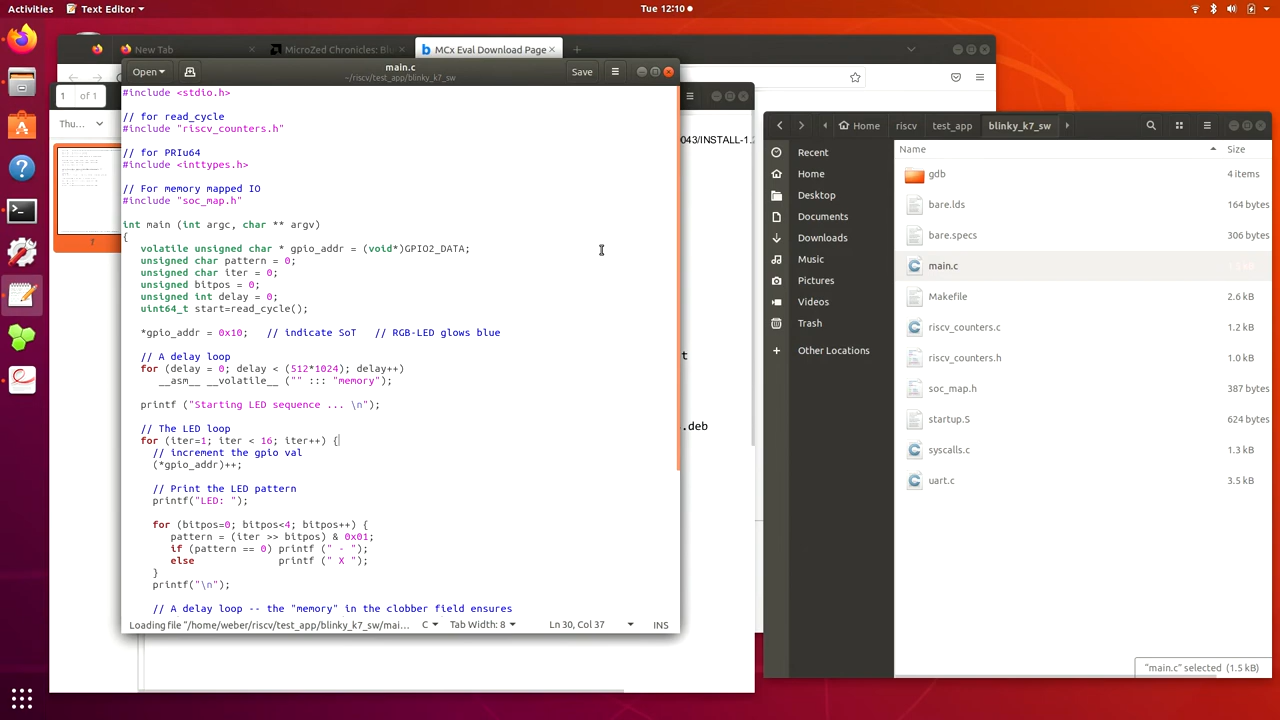 Activities
Text Editor
Tue 12:10
New Tab
MicroZed Chronicles: Bl
MCx Eval Download Page
1 of 1
Thu...
7
0043/INSTALL-1.
t
.deb
Open
main.c
~/riscv/test_app/blinky_k7_sw
Save
#include <stdio.h>
// for read_cycle
#include "riscv_counters.h"
// for PRIu64
#include <inttypes.h>
// For memory mapped IO
#include "soc_map.h"
int main (int argc, char ** argv)
{
volatile unsigned char * gpio_addr = (void*)GPIO2_DATA;
unsigned char pattern = 0;
unsigned char iter = 0;
unsigned bitpos = 0;
unsigned int delay = 0;
uint64_t start=read_cycle();
*gpio_addr = 0x10;   // indicate SoT   // RGB-LED glows blue
// A delay loop
for (delay = 0; delay < (512*1024); delay++)
__asm__ __volatile__ ("" ::: "memory");
printf ("Starting LED sequence ... \n");
// The LED loop
for (iter=1; iter < 16; iter++) {
// increment the gpio val
(*gpio_addr)++;
// Print the LED pattern
printf("LED: ");
for (bitpos=0; bitpos<4; bitpos++) {
pattern = (iter >> bitpos) & 0x01;
if (pattern == 0) printf (" - ");
else              printf (" X ");
}
printf("\n");
// A delay loop -- the "memory" in the clobber field ensures
Loading file "/home/weber/riscv/test_app/blinky_k7_sw/mai...
C
Tab Width: 8
Ln 30, Col 37
INS
Home
riscv
test_app
blinky_k7_sw
Recent
Home
Desktop
Documents
Downloads
Music
Pictures
Videos
Trash
Other Locations
Name
Size
gdb 4 items
bare.lds 164 bytes
bare.specs 306 bytes
main.c
Makefile 2.6 kB
riscv_counters.c 1.2 kB
riscv_counters.h 1.0 kB
soc_map.h 387 bytes
startup.S 624 bytes
syscalls.c 1.3 kB
uart.c 3.5 kB
"main.c" selected (1.5 kB)